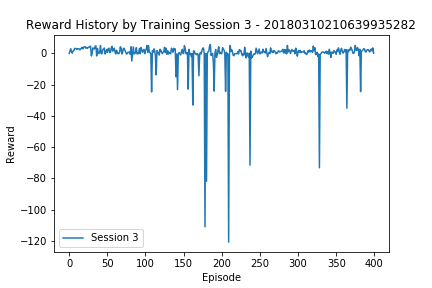 Reward History by Training Session 3 - 20180310210639935282
0
−20
−40
−60
−80
−100
−120
Reward
Session 3
0 50 100 150 200 250 300 350 400
Episode